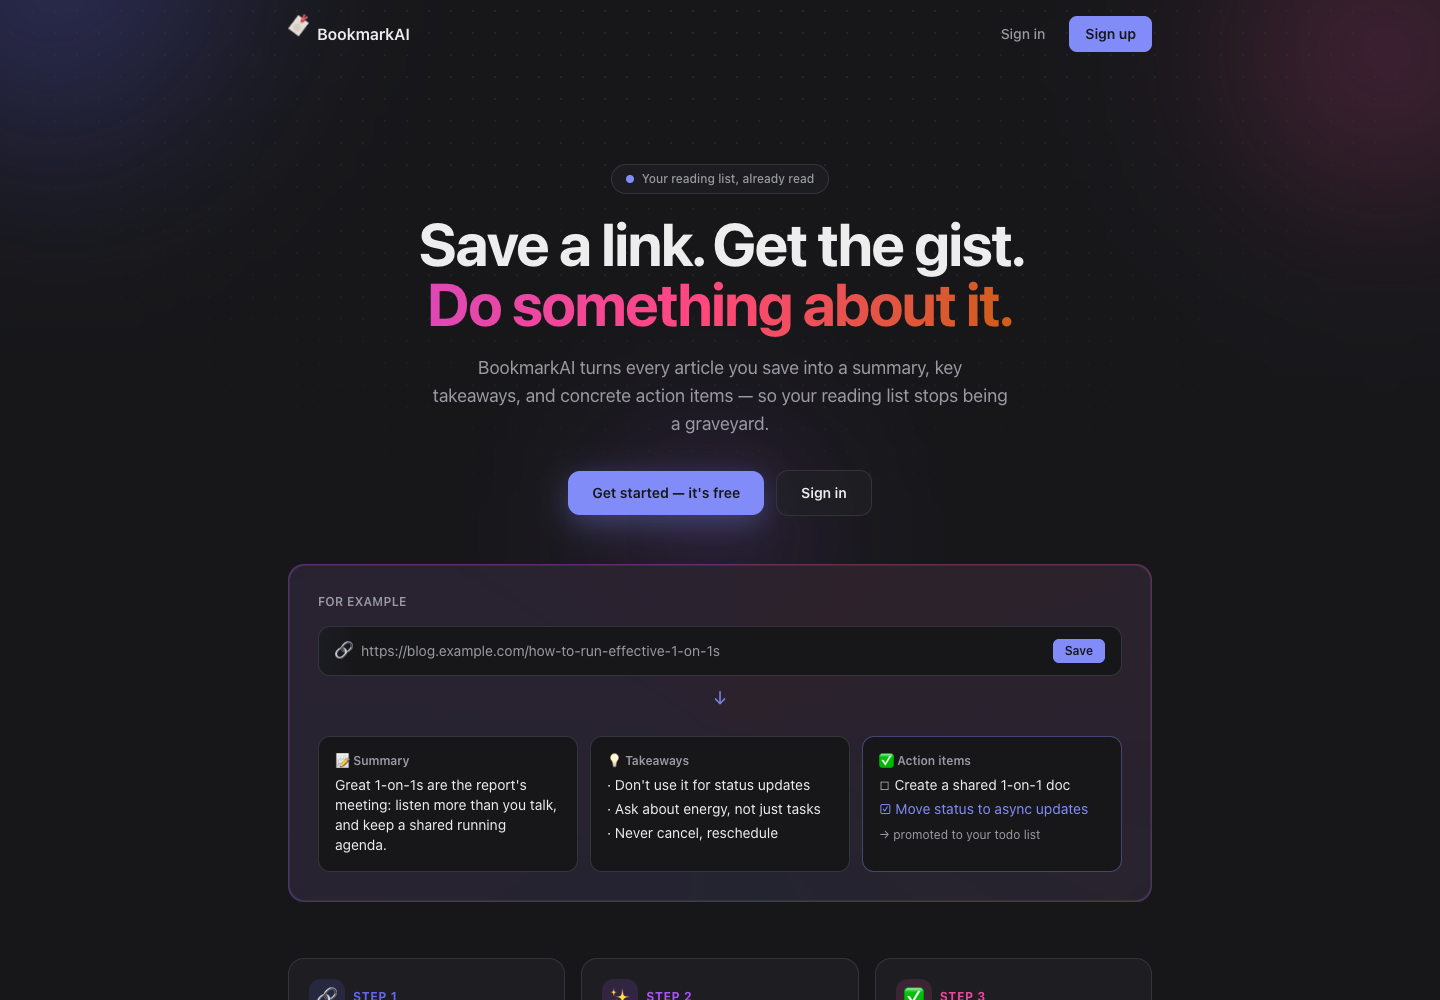 BookmarkAI
Sign in
Sign up
Your reading list, already read
Save a link. Get the gist.
Do something about it.
BookmarkAI turns every article you save into a summary, key
takeaways, and concrete action items — so your reading list stops being
a graveyard.
Get started — it's free
Sign in
FOR EXAMPLE
https://blog.example.com/how-to-run-effective-1-on-1s
Save
Summary
Great 1-on-1s are the report's
meeting: listen more than you talk,
and keep a shared running
agenda.
Takeaways
· Don't use it for status updates
· Ask about energy, not just tasks
· Never cancel, reschedule
Action items
☐ Create a shared 1-on-1 doc
☑ Move status to async updates
→ promoted to your todo list
STEP 1
STEP 2
STEP 3